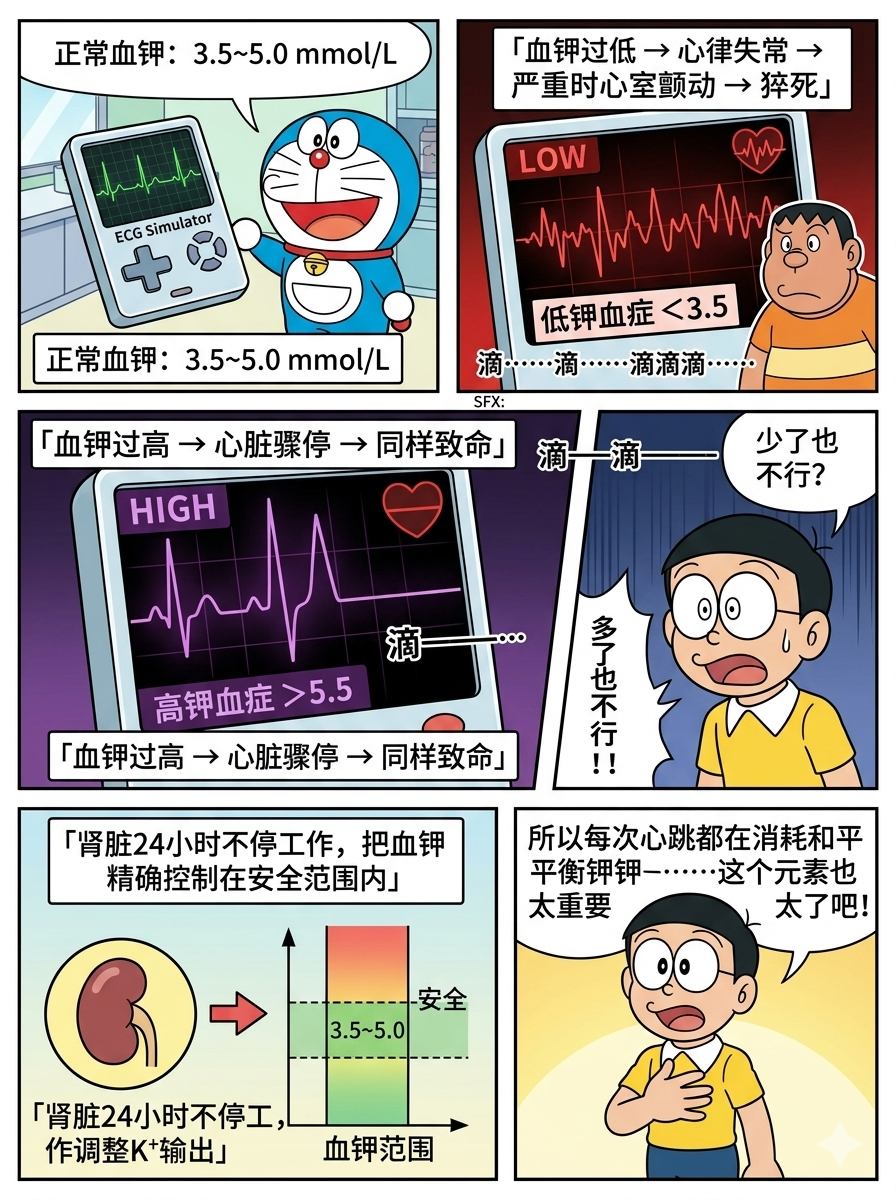 正常血钾：3.5~5.0 mmol/L
ECG Simulator
正常血钾：3.5~5.0 mmol/L
「血钾过低 → 心律失常 →
严重时心室颤动 → 猝死」
LOW
低钾血症 <3.5
滴……滴……滴滴滴……
SFX:
「血钾过高 → 心脏骤停 → 同样致命」
HIGH
滴——…
高钾血症 >5.5
「血钾过高 → 心脏骤停 → 同样致命」
滴—滴——
少了也
不行？
多了也不行！！
「肾脏24小时不停工作，把血钾
精确控制在安全范围内」
安全
3.5~5.0
血钾范围
「肾脏24小时不停工，
作调整K⁺输出」
所以每次心跳都在消耗和平
平衡钾钾−……这个元素也
太重要 太了吧！